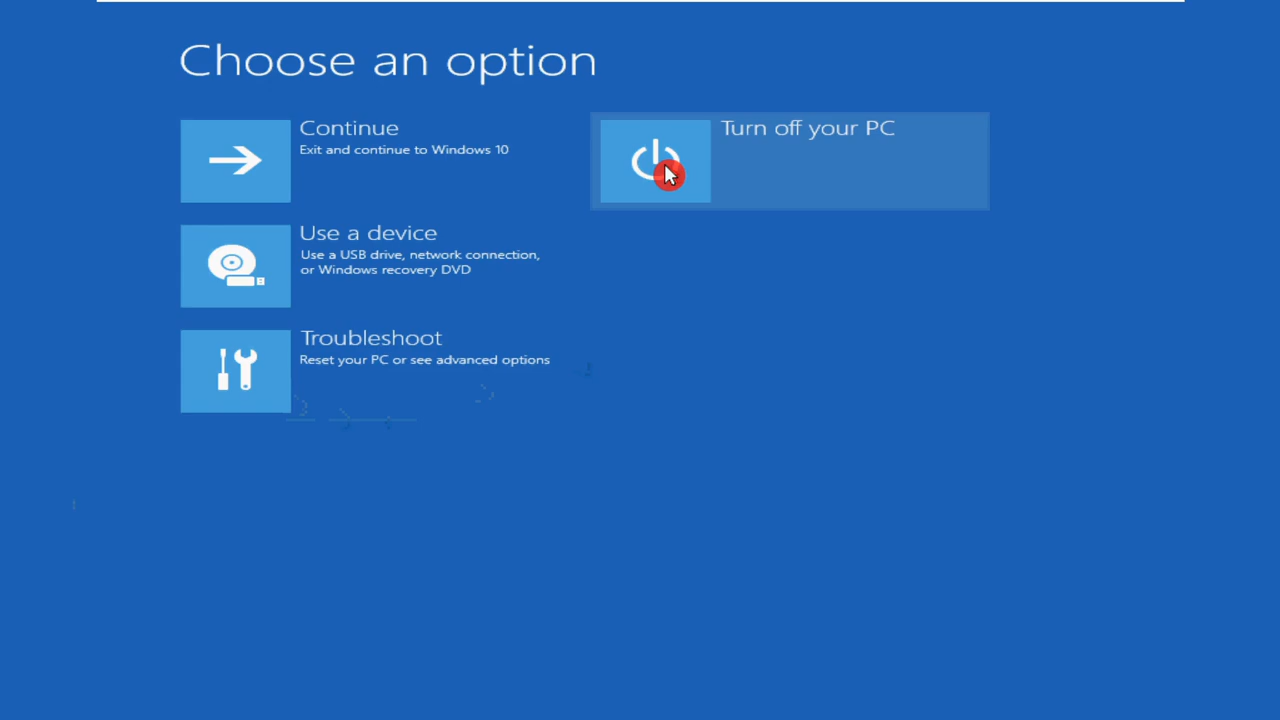 Choose an option
Continue
Exit and continue to Windows 10
Turn off your PC
Use a device
Use a USB drive, network connection,
or Windows recovery DVD
Troubleshoot
Reset your PC or see advanced options